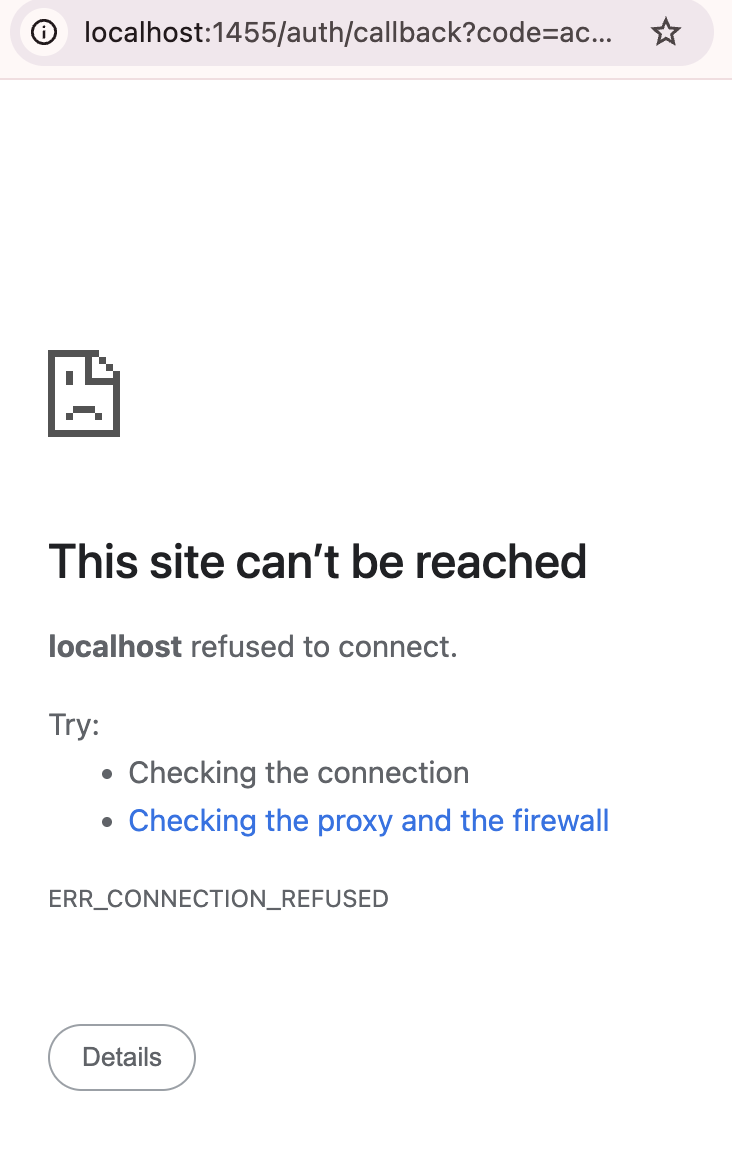 localhost:1455/auth/callback?code=ac...
This site can’t be reached
localhost refused to connect.
Try:
• Checking the connection
• Checking the proxy and the firewall
ERR_CONNECTION_REFUSED
Details